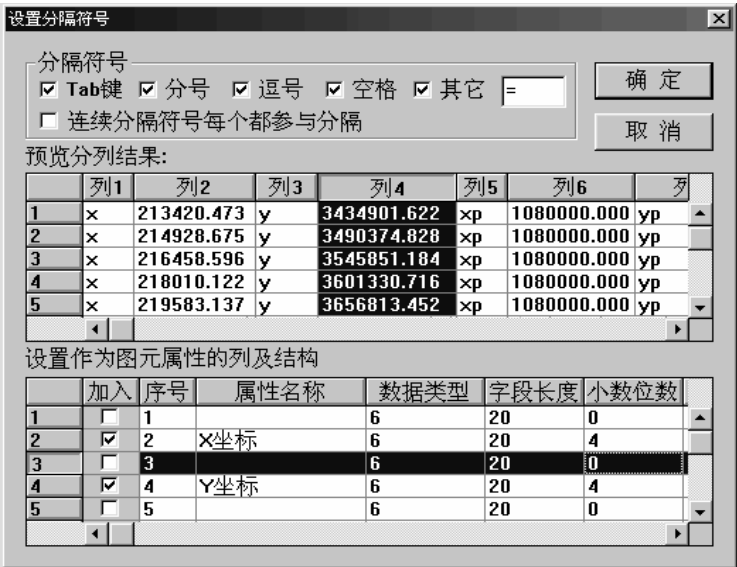 设置分隔符号
分隔符号
Tab键 分号 逗号 空格 其它 =
连续分隔符号每个都参与分隔
确 定
取 消
预览分列结果:
列1 列2 列3 列4 列5 列6 列
1 x 213420.473 y 3434901.622 xp 1080000.000 yp
2 x 214928.675 y 3490374.828 xp 1080000.000 yp
3 x 216458.596 y 3545851.184 xp 1080000.000 yp
4 x 218010.122 y 3601330.716 xp 1080000.000 yp
5 x 219583.137 y 3656813.452 xp 1080000.000 yp
设置作为图元属性的列及结构
加入 序号 属性名称 数据类型 字段长度 小数位数
1 1 6 20 0
2 2 X坐标 6 20 4
3 3 6 20 0
4 4 Y坐标 6 20 4
5 5 6 20 0